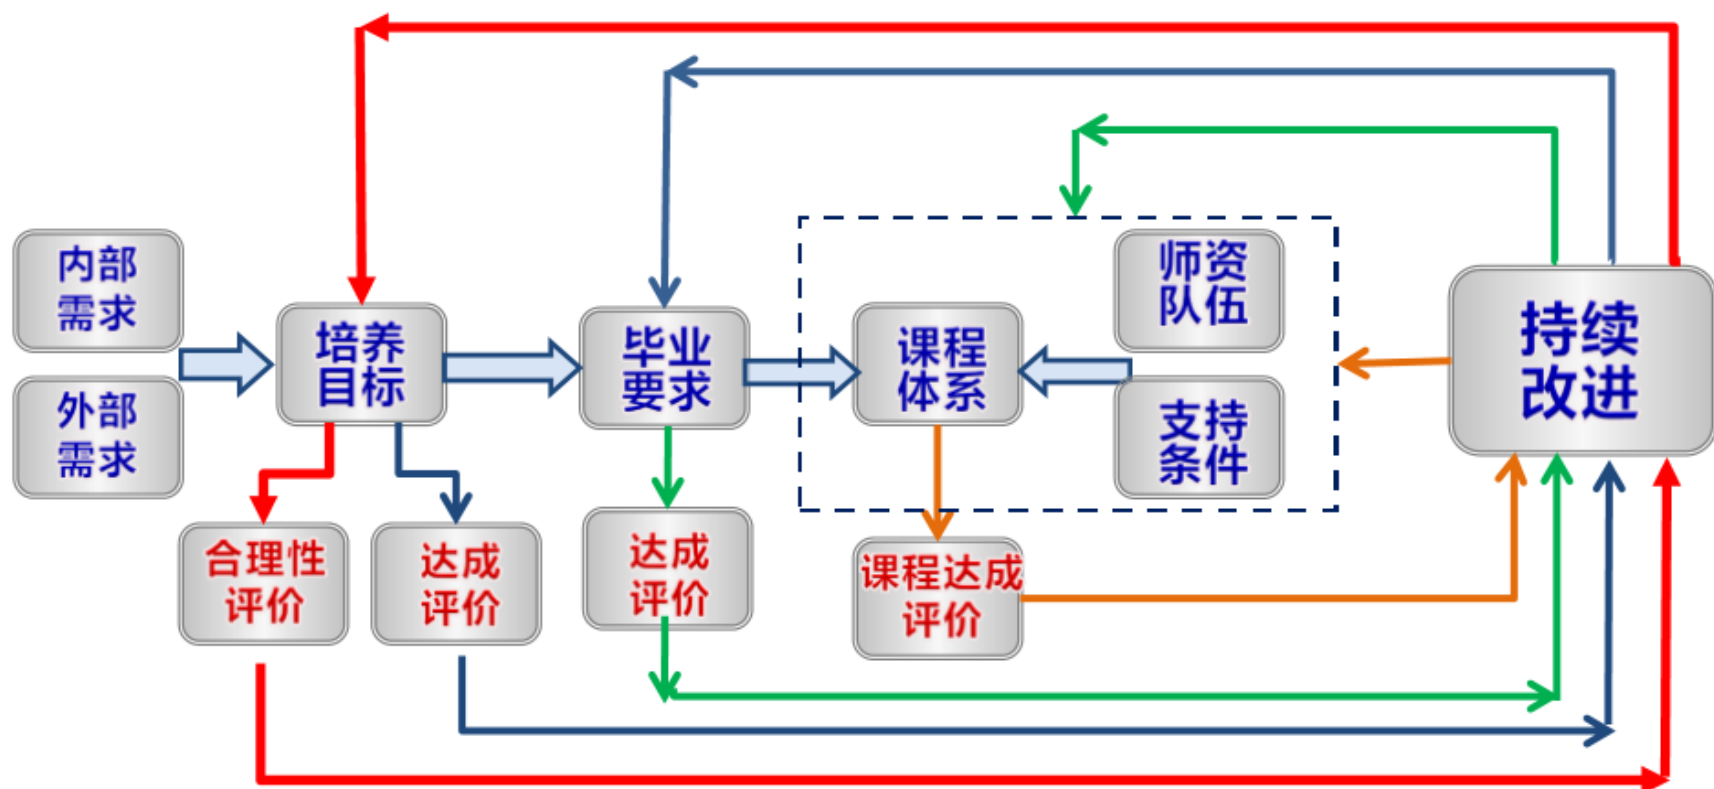 内部
需求
外部
需求
培养
目标
毕业
要求
课程
体系
师资
队伍
支持
条件
持续
改进
合理性
评价
达成
评价
达成
评价
课程达成
评价